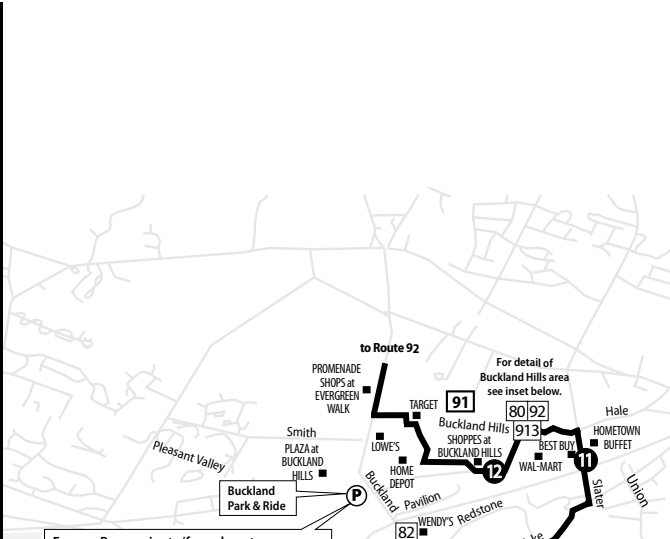 to Route 92
PROMENADE
SHOPS at
EVERGREEN
WALK
For detail of
Buckland Hills area
see inset below.
TARGET
91
80 92
913
Hale
Buckland Hills
HOMETOWN
BUFFET
Smith
PLAZA at
BUCKLAND
HILLS
LOWE'S
SHOPPES at
BUCKLAND HILLS
BEST BUY
Pleasant Valley
HOME
DEPOT
12
WAL-MART
11
Buckland
Park & Ride
P
Buckland
Pavilion
Redstone
Slater
Union
82
WENDY'S